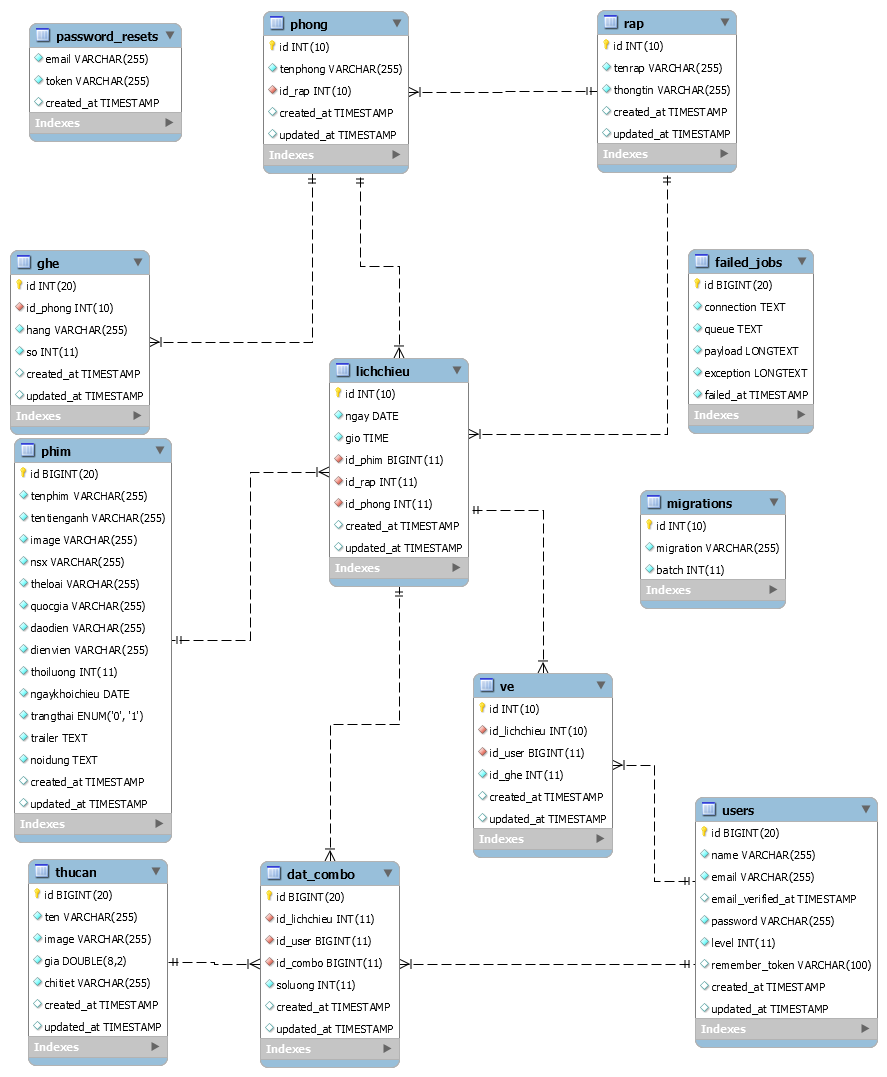 password_resets
email VARCHAR(255)
token VARCHAR(255)
created_at TIMESTAMP
Indexes
phong
id INT(10)
tenphong VARCHAR(255)
id_rap INT(10)
created_at TIMESTAMP
updated_at TIMESTAMP
Indexes
rap
id INT(10)
tenrap VARCHAR(255)
thongtin VARCHAR(255)
created_at TIMESTAMP
updated_at TIMESTAMP
Indexes
ghe
id INT(20)
id_phong INT(10)
hang VARCHAR(255)
so INT(11)
created_at TIMESTAMP
updated_at TIMESTAMP
Indexes
failed_jobs
id BIGINT(20)
connection TEXT
queue TEXT
payload LONGTEXT
exception LONGTEXT
failed_at TIMESTAMP
Indexes
lichchieu
id INT(10)
ngay DATE
gio TIME
id_phim BIGINT(11)
id_rap INT(11)
id_phong INT(11)
created_at TIMESTAMP
updated_at TIMESTAMP
Indexes
phim
id BIGINT(20)
tenphim VARCHAR(255)
tentienganh VARCHAR(255)
image VARCHAR(255)
nsx VARCHAR(255)
theloai VARCHAR(255)
quocgia VARCHAR(255)
daodien VARCHAR(255)
dienvien VARCHAR(255)
thoiluong INT(11)
ngaykhoichieu DATE
trangthai ENUM('0', '1')
trailer TEXT
noidung TEXT
created_at TIMESTAMP
updated_at TIMESTAMP
Indexes
migrations
id INT(10)
migration VARCHAR(255)
batch INT(11)
Indexes
ve
id INT(10)
id_lichchieu INT(10)
id_user BIGINT(11)
id_ghe INT(11)
created_at TIMESTAMP
updated_at TIMESTAMP
Indexes
users
id BIGINT(20)
name VARCHAR(255)
email VARCHAR(255)
email_verified_at TIMESTAMP
password VARCHAR(255)
level INT(11)
remember_token VARCHAR(100)
created_at TIMESTAMP
updated_at TIMESTAMP
Indexes
thucan
id BIGINT(20)
ten VARCHAR(255)
image VARCHAR(255)
gia DOUBLE(8,2)
chitiet VARCHAR(255)
created_at TIMESTAMP
updated_at TIMESTAMP
Indexes
dat_combo
id BIGINT(20)
id_lichchieu INT(11)
id_user BIGINT(11)
id_combo BIGINT(11)
soluong INT(11)
created_at TIMESTAMP
updated_at TIMESTAMP
Indexes